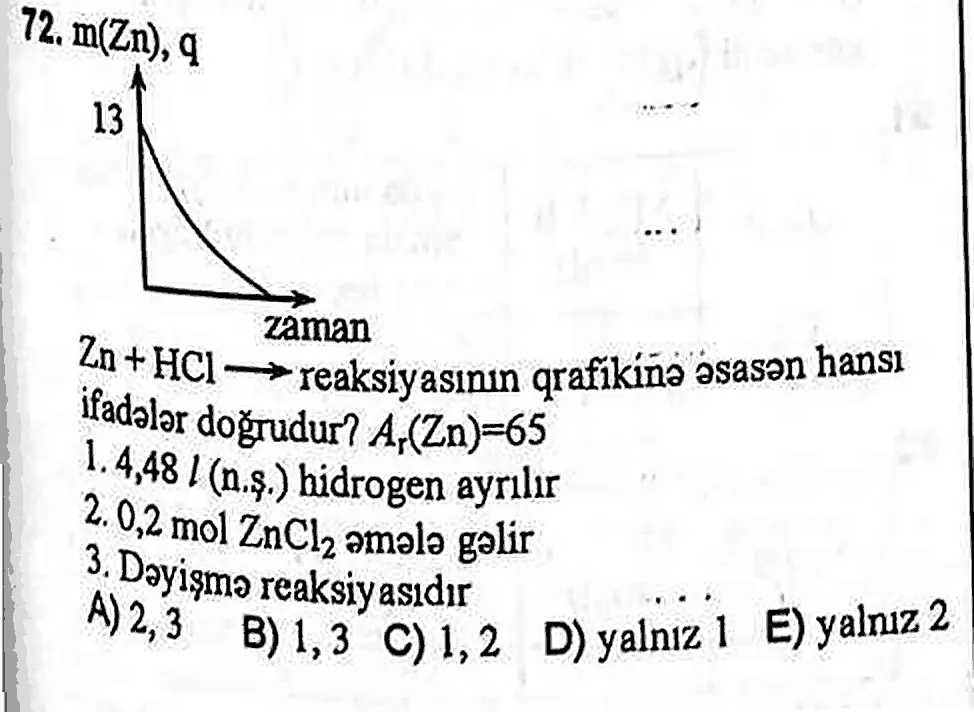 72. m(Zn), q
13
zaman
Zn + HCl → reaksiyasının qrafikinə əsasən hansı
ifadələr doğrudur? Aᵣ(Zn)=65
1. 4,48 l (n.ş.) hidrogen ayrılır
2. 0,2 mol ZnCl₂ əmələ gəlir
3. Dəyişmə reaksiyasıdır
A) 2, 3 B) 1, 3 C) 1, 2 D) yalnız 1 E) yalnız 2